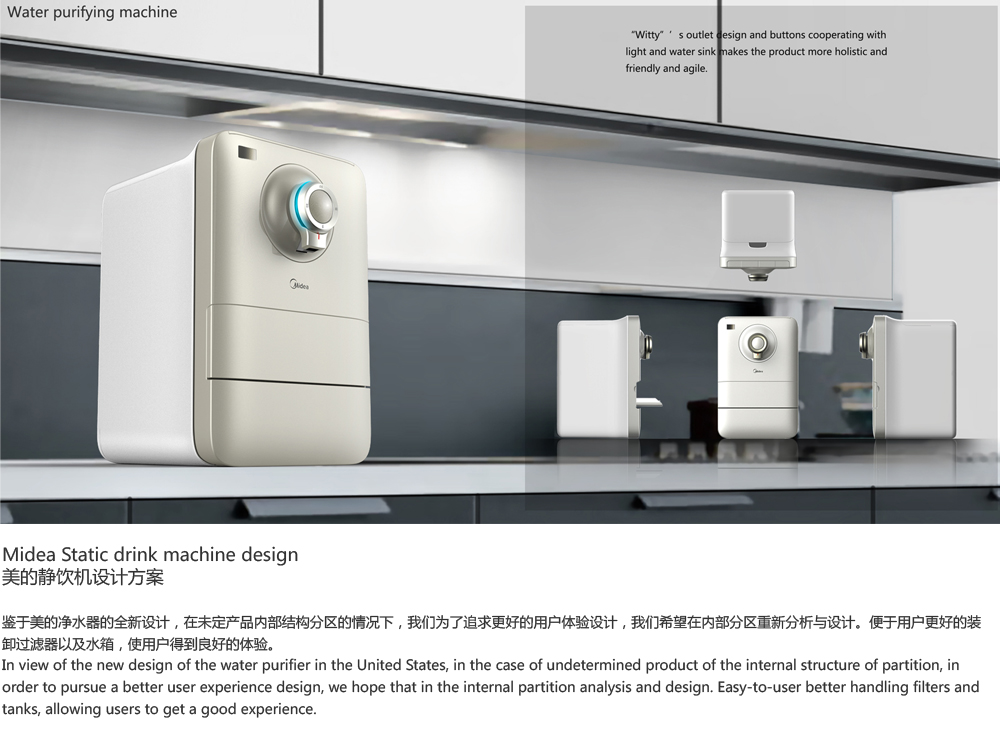 Water purifying machine
“Witty”’s outlet design and buttons cooperating with
light and water sink makes the product more holistic and
friendly and agile.
Midea
Midea
Midea Static drink machine design
美的静饮机设计方案
鉴于美的净水器的全新设计，在未定产品内部结构分区的情况下，我们为了追求更好的用户体验设计，我们希望在内部分区重新分析与设计。便于用户更好的装
卸过滤器以及水箱，使用户得到良好的体验。
In view of the new design of the water purifier in the United States, in the case of undetermined product of the internal structure of partition, in
order to pursue a better user experience design, we hope that in the internal partition analysis and design. Easy-to-user better handling filters and
tanks, allowing users to get a good experience.